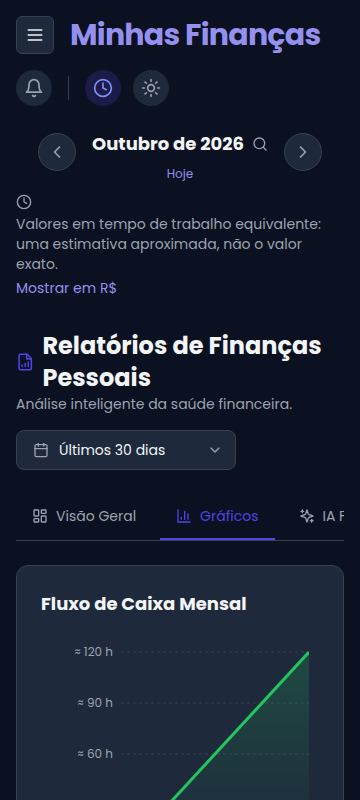 Minhas Finanças
Outubro de 2026
Hoje
Valores em tempo de trabalho equivalente:
uma estimativa aproximada, não o valor
exato.
Mostrar em R$
Relatórios de Finanças
Pessoais
Análise inteligente da saúde financeira.
Últimos 30 dias
Visão Geral
Gráficos
IA
Fluxo de Caixa Mensal
≈ 120 h
≈ 90 h
≈ 60 h